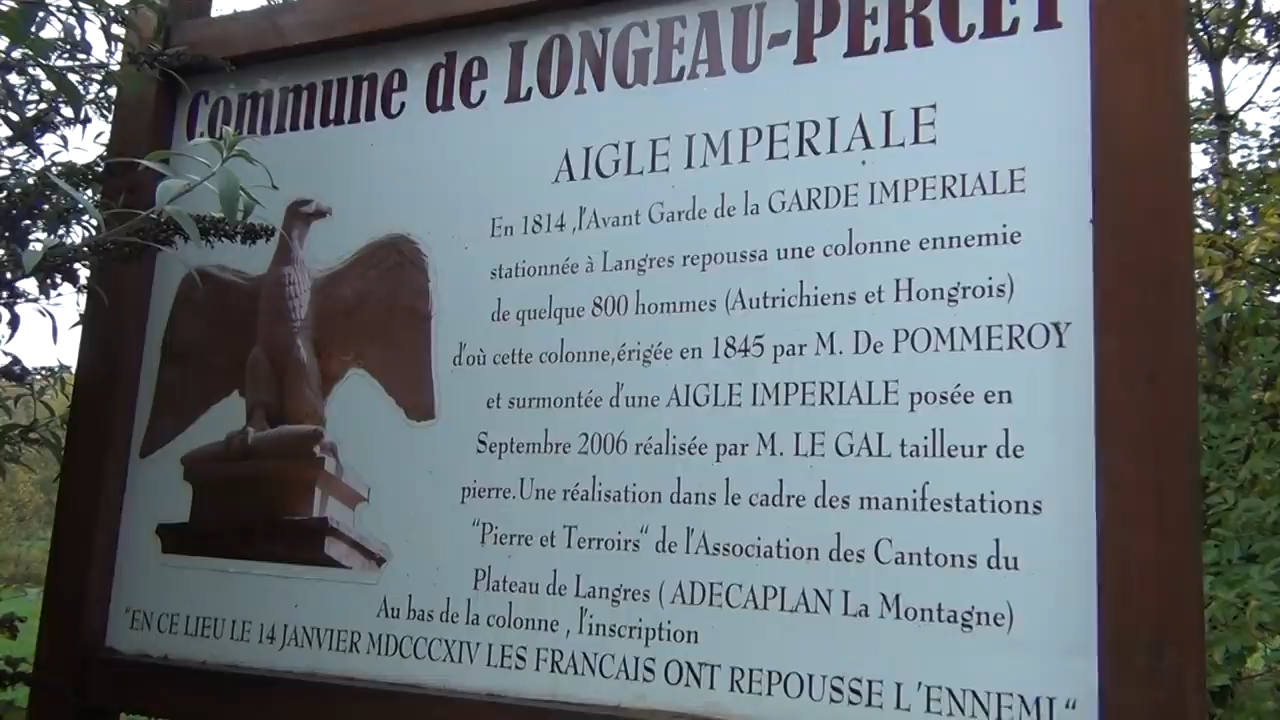 Commune de LONGEAU-PERCEY
AIGLE IMPERIALE
En 1814 ,l'Avant Garde de la GARDE IMPERIALE
stationnée à Langres repoussa une colonne ennemie
de quelque 800 hommes (Autrichiens et Hongrois)
d'où cette colonne,érigée en 1845 par M. De POMMEROY
et surmontée d'une AIGLE IMPERIALE posée en
Septembre 2006 réalisée par M. LE GAL tailleur de
pierre.Une réalisation dans le cadre des manifestations
"Pierre et Terroirs" de l'Association des Cantons du
Plateau de Langres ( ADECAPLAN La Montagne)
Au bas de la colonne , l'inscription
"EN CE LIEU LE 14 JANVIER MDCCCXIV LES FRANCAIS ONT REPOUSSE L'ENNEMI"